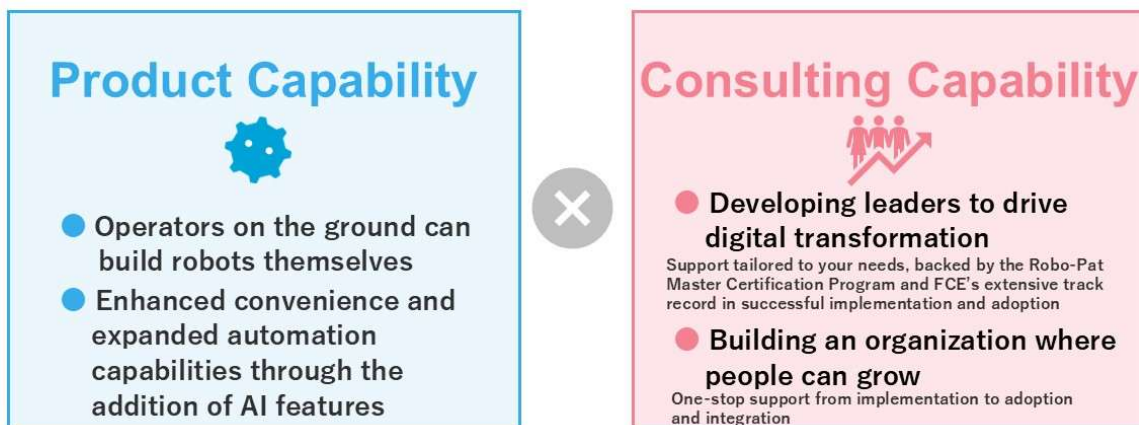 Product Capability
● Operators on the ground can
build robots themselves
● Enhanced convenience and
expanded automation
capabilities through the
addition of AI features
×
Consulting Capability
● Developing leaders to drive
digital transformation
Support tailored to your needs, backed by the Robo-Pat
Master Certification Program and FCE's extensive track
record in successful implementation and adoption
● Building an organization where
people can grow
One-stop support from implementation to adoption
and integration